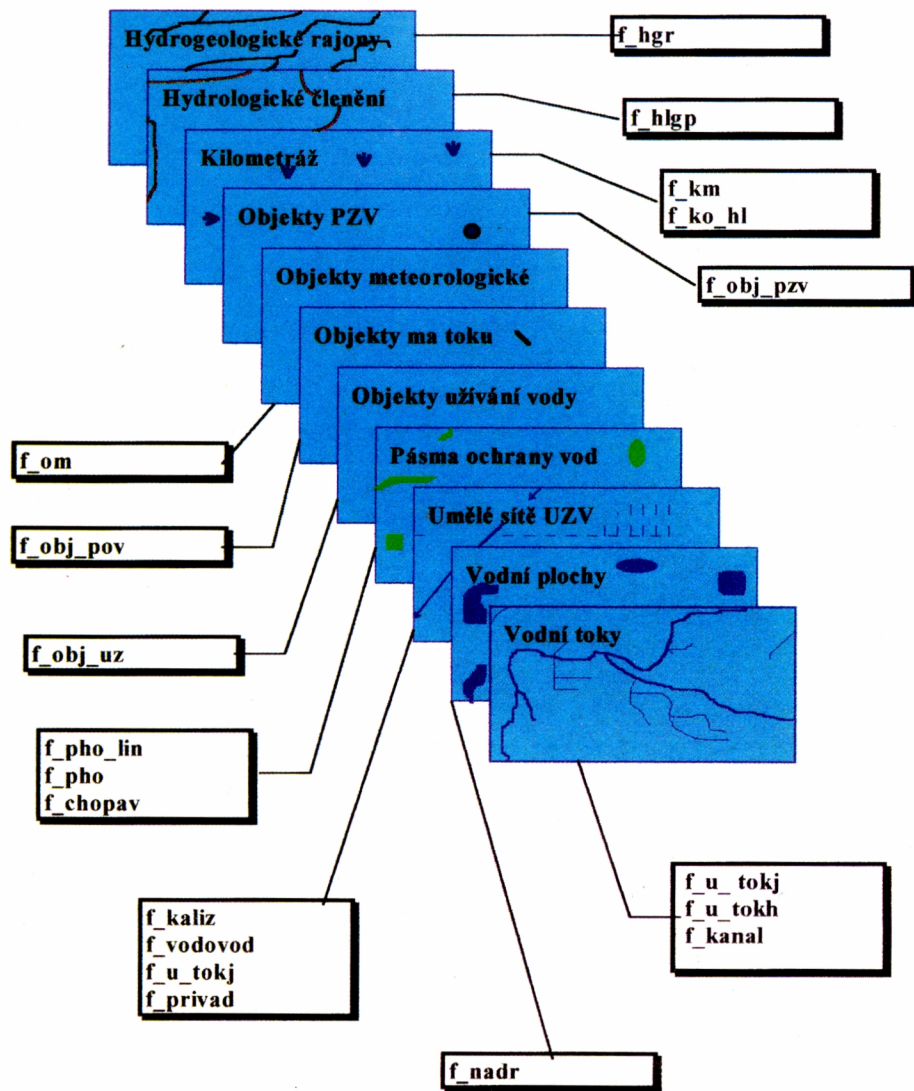 Hydrogeologické rajony
f_hgr
Hydrologické členění
f_hlgp
Kilometráž
f_km
f_ko_hl
Objekty PZV
f_obj_pzv
Objekty meteorologické
Objekty ma toku
Objekty užívání vody
f_om
Pásma ochrany vod
Umělé sítě UZV
f_obj_pov
Vodní plochy
Vodní toky
f_obj_uz
f_pho_lin
f_pho
f_chopav
f_u_ tokj
f_u_tokh
f_kanal
f_kaliz
f_vodovod
f_u_tokj
f_privad
f_nadr